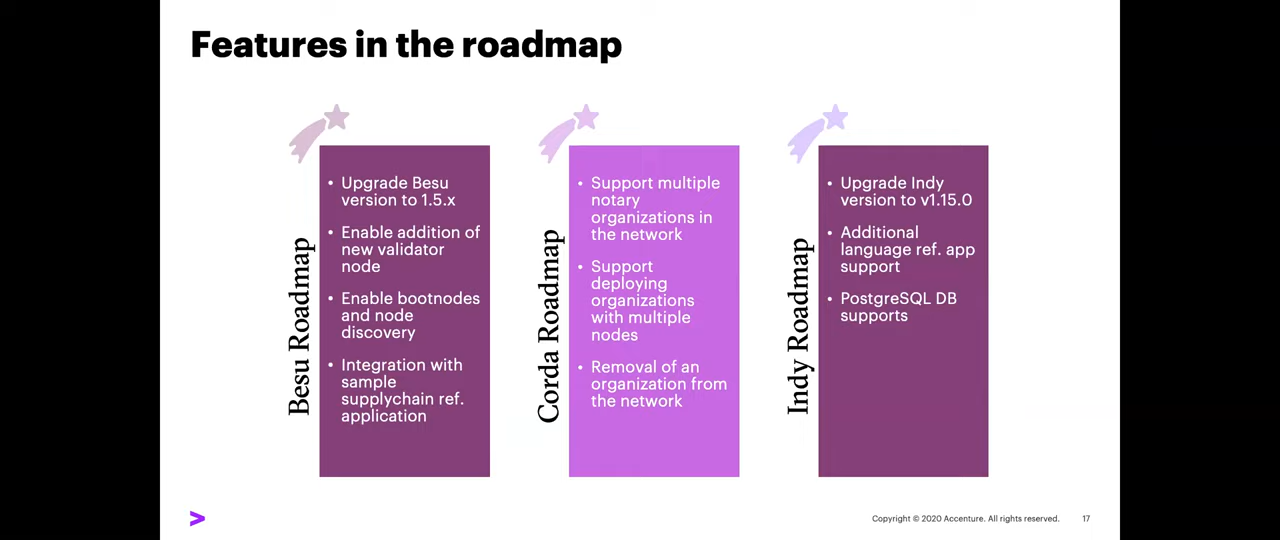 Features in the roadmap
Besu Roadmap
• Upgrade Besu
version to 1.5.x
• Enable addition of
new validator
node
• Enable bootnodes
and node
discovery
• Integration with
sample
supplychain ref.
application
Corda Roadmap
• Support multiple
notary
organizations in
the network
• Support
deploying
organizations
with multiple
nodes
• Removal of an
organization from
the network
Indy Roadmap
• Upgrade Indy
version to v1.15.0
• Additional
language ref. app
support
• PostgreSQL DB
supports
Copyright © 2020 Accenture. All rights reserved.
17